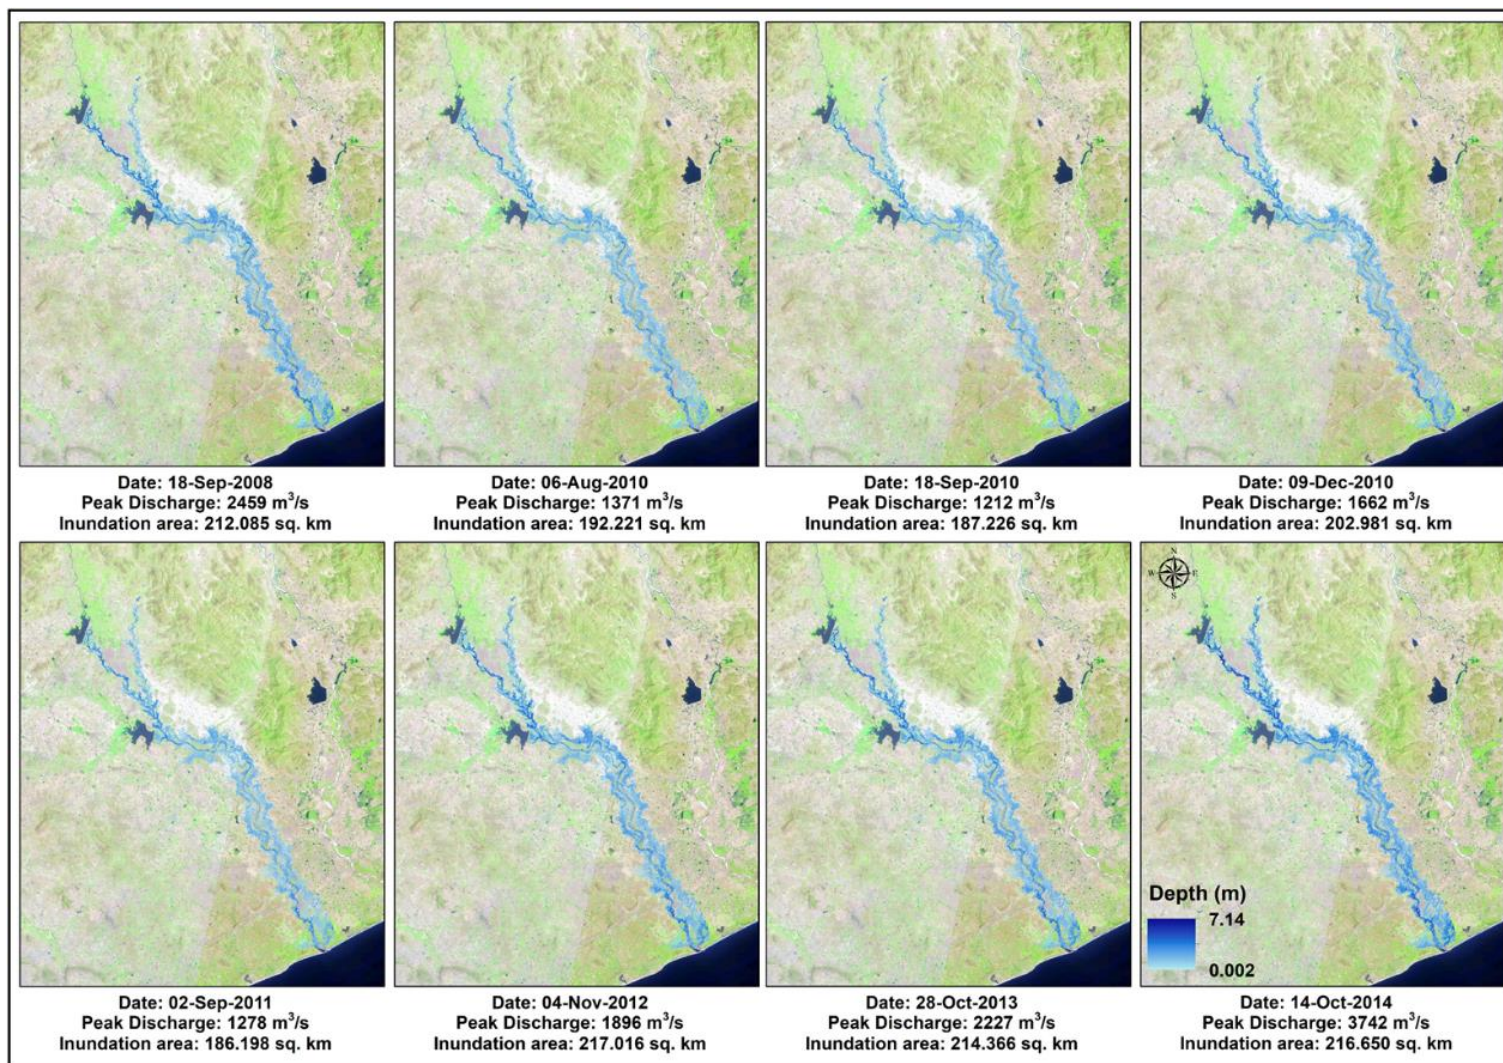 Date: 18-Sep-2008
Peak Discharge: 2459 m³/s
Inundation area: 212.085 sq. km
Date: 06-Aug-2010
Peak Discharge: 1371 m³/s
Inundation area: 192.221 sq. km
Date: 18-Sep-2010
Peak Discharge: 1212 m³/s
Inundation area: 187.226 sq. km
Date: 09-Dec-2010
Peak Discharge: 1662 m³/s
Inundation area: 202.981 sq. km
Date: 02-Sep-2011
Peak Discharge: 1278 m³/s
Inundation area: 186.198 sq. km
Date: 04-Nov-2012
Peak Discharge: 1896 m³/s
Inundation area: 217.016 sq. km
Date: 28-Oct-2013
Peak Discharge: 2227 m³/s
Inundation area: 214.366 sq. km
N
W E
S
Depth (m)
7.14
0.002
Date: 14-Oct-2014
Peak Discharge: 3742 m³/s
Inundation area: 216.650 sq. km